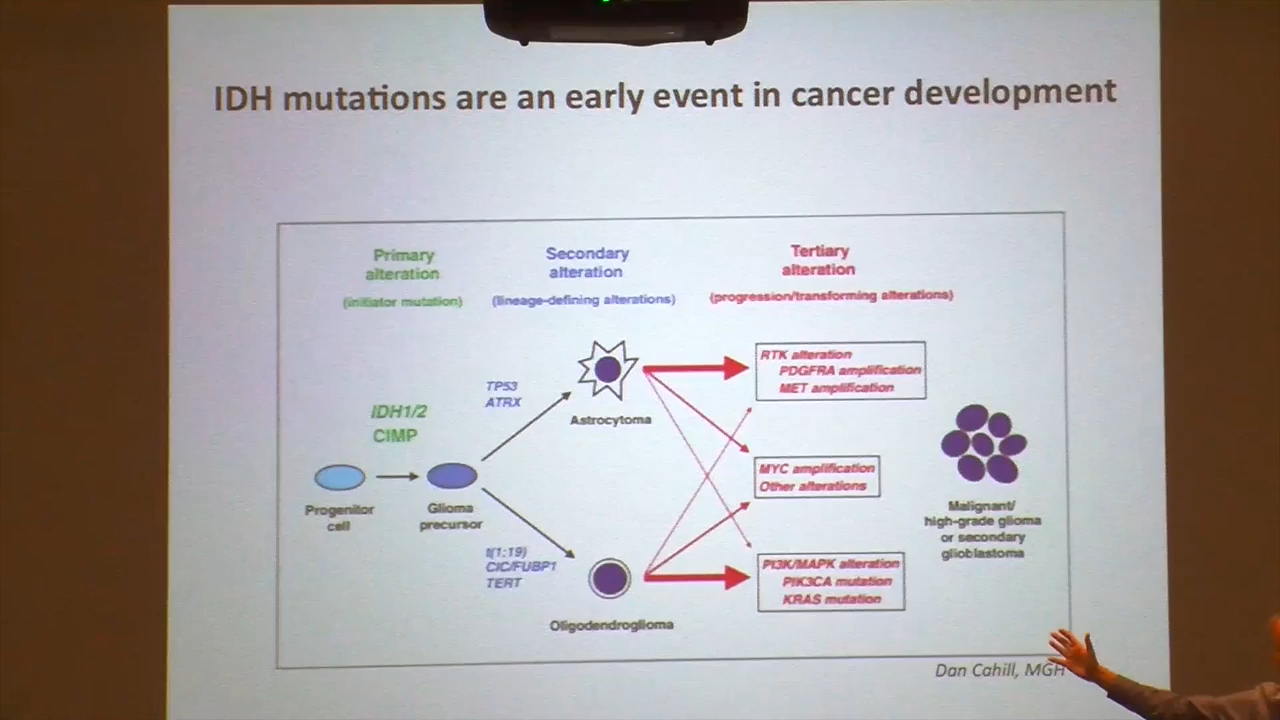 IDH mutations are an early event in cancer development
Primary
alteration
(initiator mutation)
Secondary
alteration
(lineage-defining alterations)
Tertiary
alteration
(progression/transforming alterations)
IDH1/2
CIMP
Progenitor
cell
Glioma
precursor
TP53
ATRX
Astrocytoma
t(1:19)
CIC/FUBP1
TERT
Oligodendroglioma
RTK alteration
PDGFRA amplification
MET amplification
MYC amplification
Other alterations
PI3K/MAPK alteration
PIK3CA mutation
KRAS mutation
Malignant/
high-grade glioma
or secondary
glioblastoma
Dan Cahill, MGH